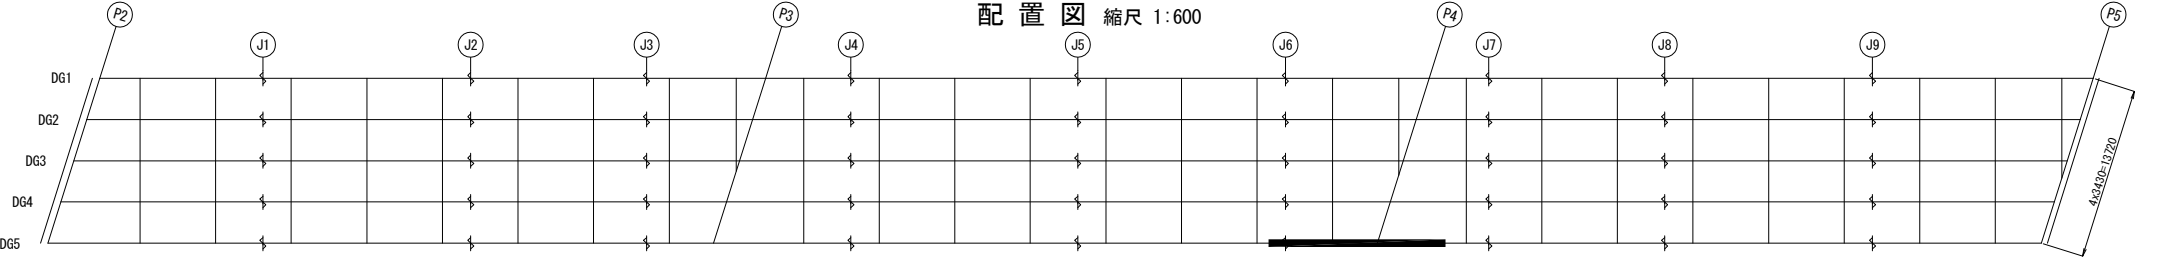 配置図 縮尺 1:600
P2 P3 P4 P5
J1 J2 J3 J4 J5 J6 J7 J8 J9
DG1
DG2
DG3
DG4
DG5
4x3430=13720